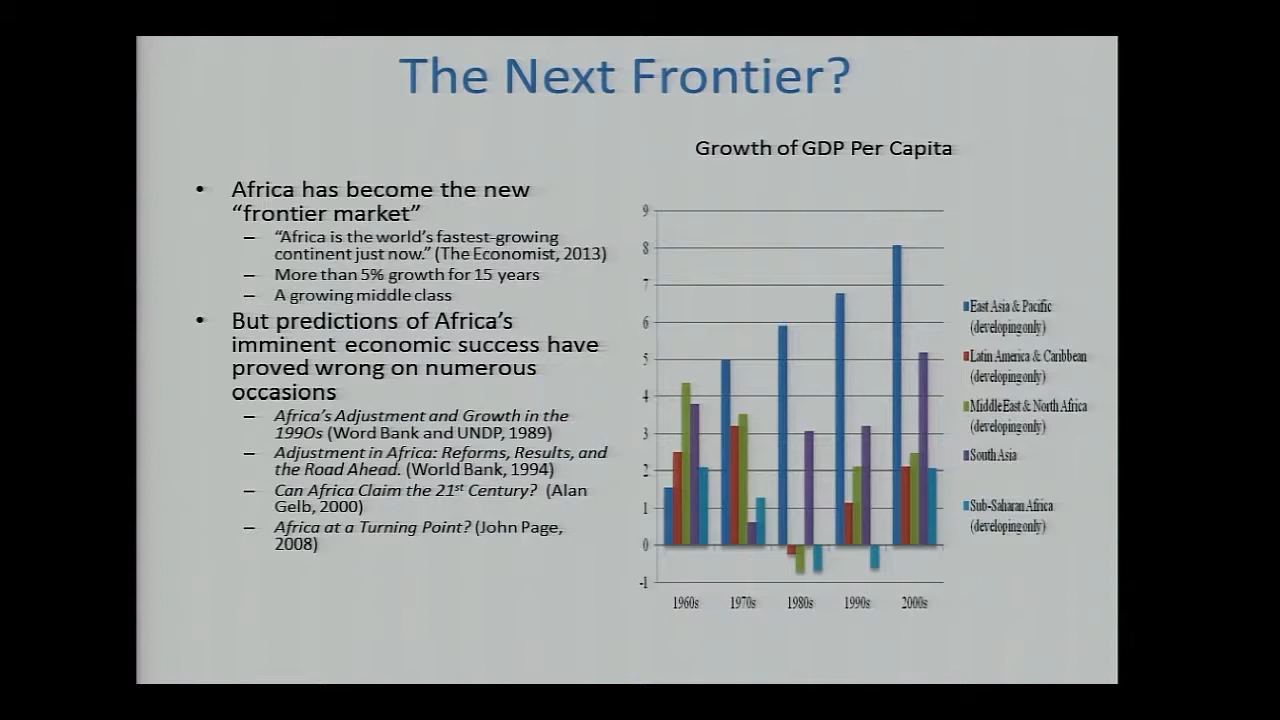 The Next Frontier?
• Africa has become the new
“frontier market”
– “Africa is the world’s fastest-growing
continent just now.” (The Economist, 2013)
– More than 5% growth for 15 years
– A growing middle class
• But predictions of Africa’s
imminent economic success have
proved wrong on numerous
occasions
– Africa’s Adjustment and Growth in the
199Os (Word Bank and UNDP, 1989)
– Adjustment in Africa: Reforms, Results, and
the Road Ahead. (World Bank, 1994)
– Can Africa Claim the 21st Century? (Alan
Gelb, 2000)
– Africa at a Turning Point? (John Page,
2008)
Growth of GDP Per Capita
9
8
7
6
5
4
3
2
1
0
-1
1960s 1970s 1980s 1990s 2000s
East Asia & Pacific
(developing only)
Latin America & Caribbean
(developing only)
Middle East & North Africa
(developing only)
South Asia
Sub-Saharan Africa
(developing only)